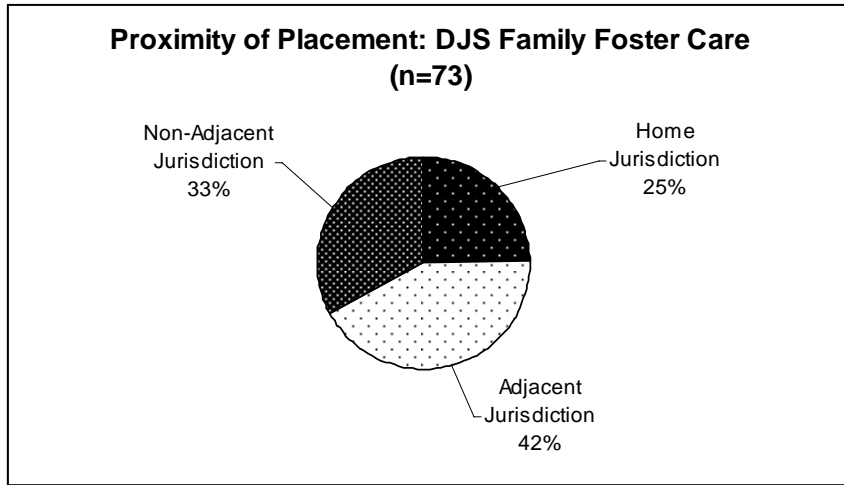 Proximity of Placement: DJS Family Foster Care
(n=73)
Non-Adjacent
Jurisdiction
33%
Home
Jurisdiction
25%
Adjacent
Jurisdiction
42%